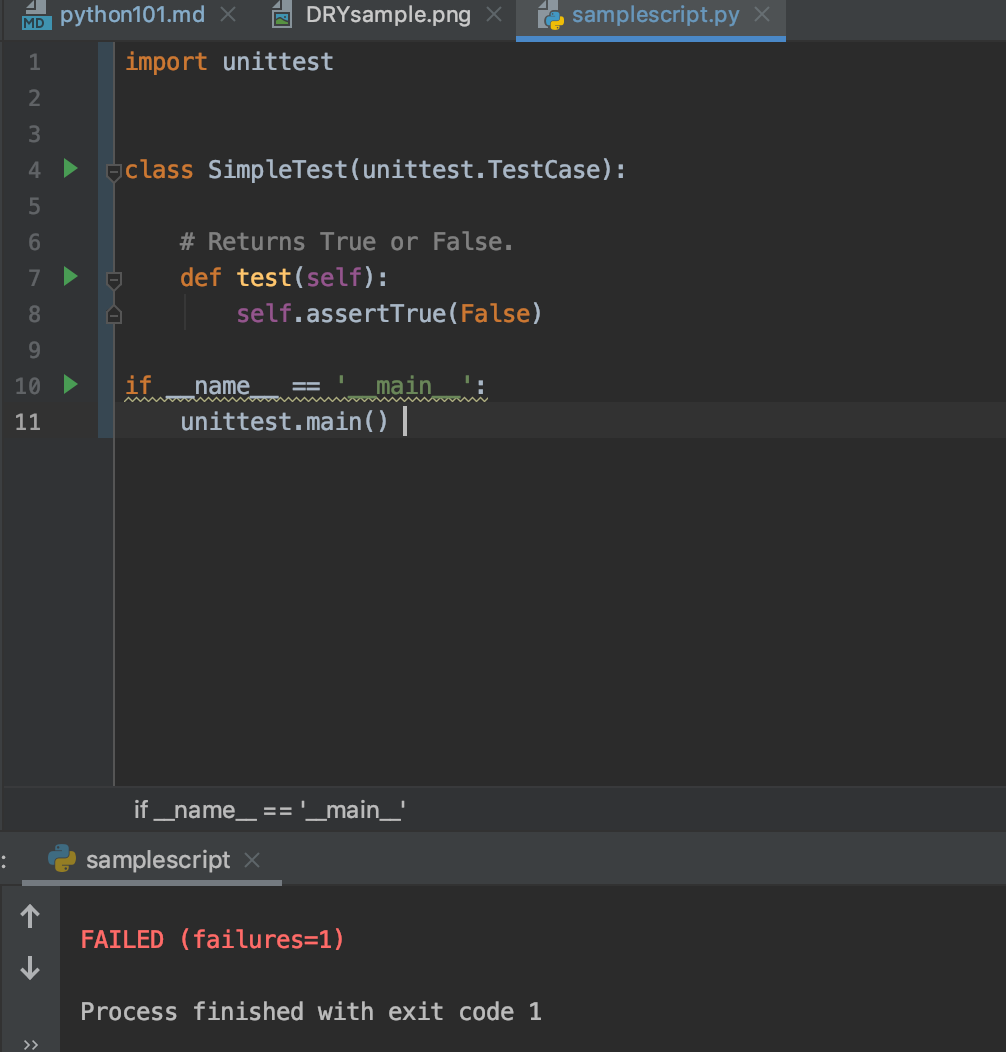 MD python101.md DRYsample.png samplescript.py
1 import unittest
2
3
4 class SimpleTest(unittest.TestCase):
5
6 # Returns True or False.
7 def test(self):
8 self.assertTrue(False)
9
10 if __name__ == '__main__':
11 unittest.main()
if __name__ == '__main__'
: samplescript
FAILED (failures=1)
Process finished with exit code 1